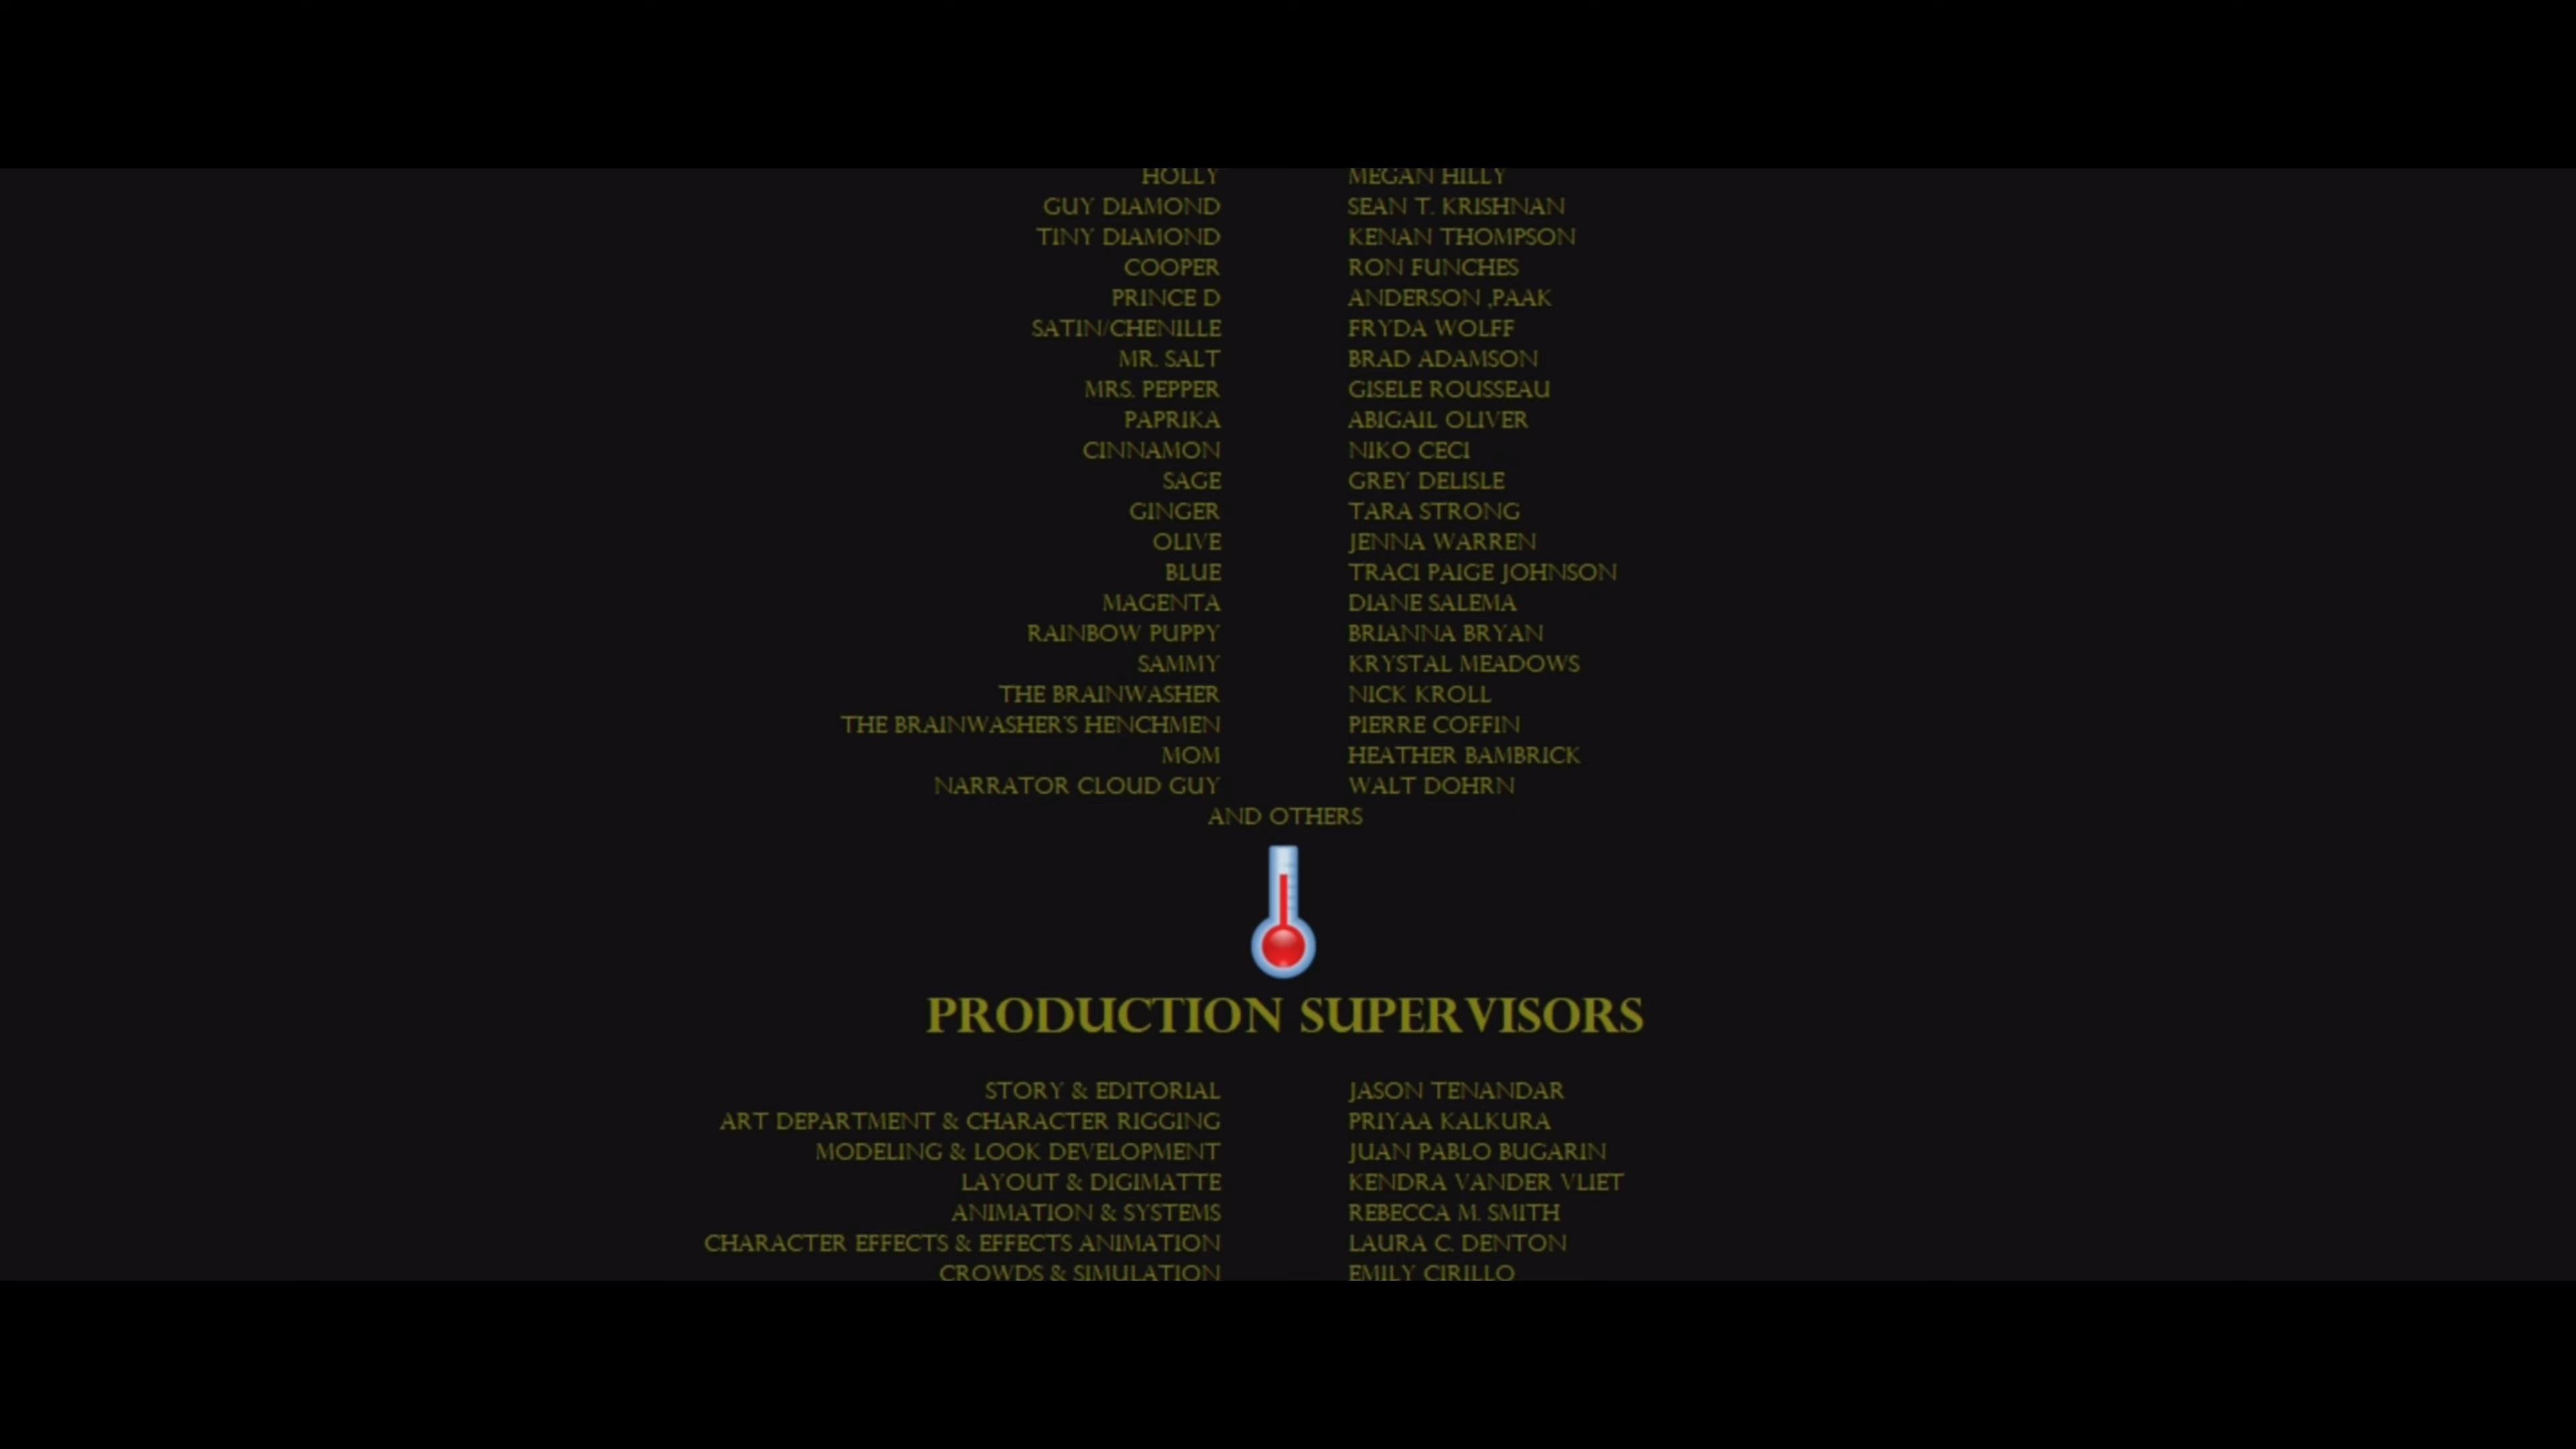 HOLLY MEGAN HILLY
GUY DIAMOND SEAN T. KRISHNAN
TINY DIAMOND KENAN THOMPSON
COOPER RON FUNCHES
PRINCE D ANDERSON ,PAAK
SATIN/CHENILLE FRYDA WOLFF
MR. SALT BRAD ADAMSON
MRS. PEPPER GISELE ROUSSEAU
PAPRIKA ABIGAIL OLIVER
CINNAMON NIKO CECI
SAGE GREY DELISLE
GINGER TARA STRONG
OLIVE JENNA WARREN
BLUE TRACI PAIGE JOHNSON
MAGENTA DIANE SALEMA
RAINBOW PUPPY BRIANNA BRYAN
SAMMY KRYSTAL MEADOWS
THE BRAINWASHER NICK KROLL
THE BRAINWASHER'S HENCHMEN PIERRE COFFIN
MOM HEATHER BAMBRICK
NARRATOR CLOUD GUY WALT DOHRN
AND OTHERS
PRODUCTION SUPERVISORS
STORY & EDITORIAL JASON TENANDAR
ART DEPARTMENT & CHARACTER RIGGING PRIYAA KALKURA
MODELING & LOOK DEVELOPMENT JUAN PABLO BUGARIN
LAYOUT & DIGIMATTE KENDRA VANDER VLIET
ANIMATION & SYSTEMS REBECCA M. SMITH
CHARACTER EFFECTS & EFFECTS ANIMATION LAURA C. DENTON
CROWDS & SIMULATION EMILY CIRILLO